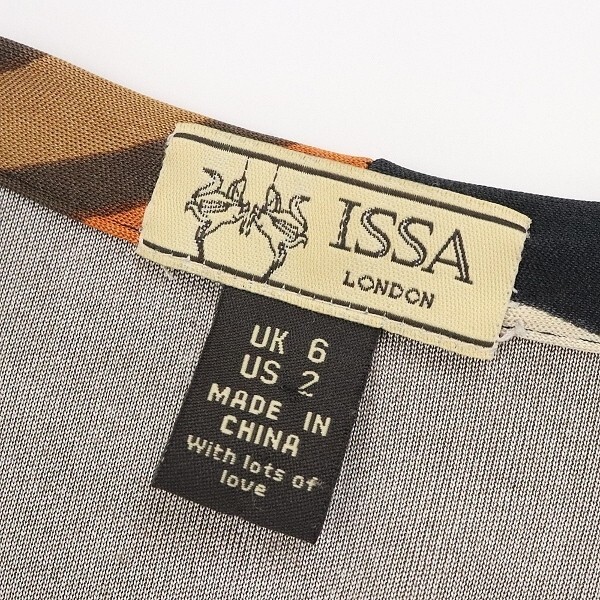 ISSA
LONDON
UK 6
US 2
MADE IN
CHINA
With lots of
love